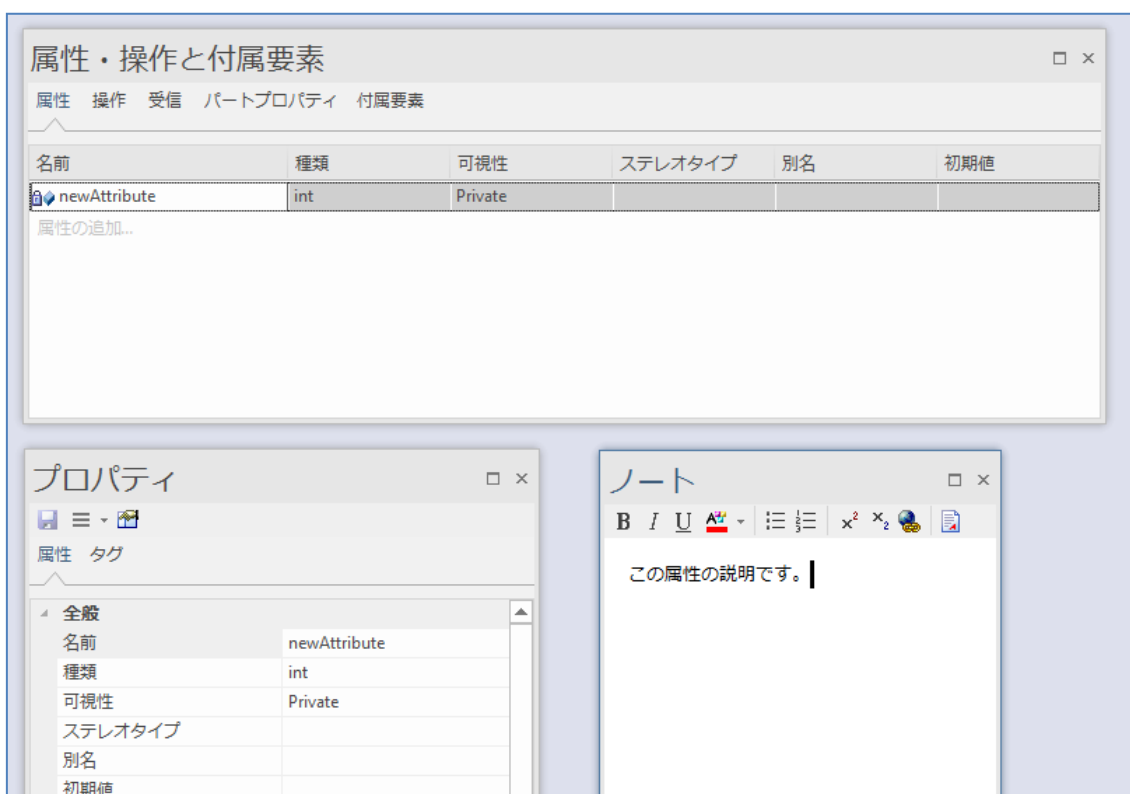 属性・操作と付属要素
属性 操作 受信 パートプロパティ 付属要素
名前 種類 可視性 ステレオタイプ 別名 初期値
newAttribute int Private
属性の追加...
プロパティ
属性 タグ
全般
名前 newAttribute
種類 int
可視性 Private
ステレオタイプ
別名
初期値
ノート
B I U A x² ×₂
この属性の説明です。